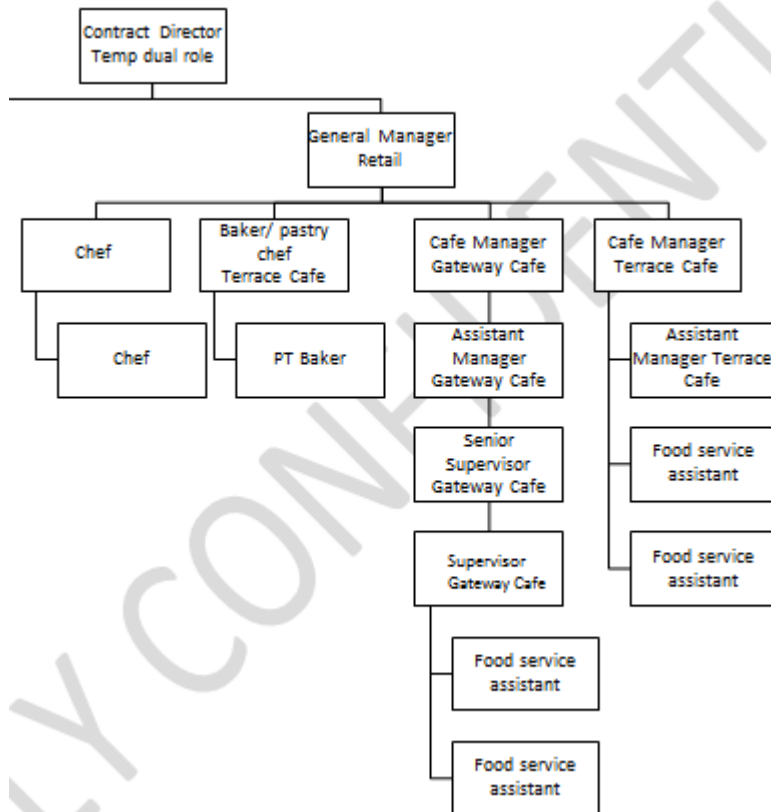 Contract Director
Temp dual role
General Manager
Retail
Chef
Baker/ pastry
chef
Terrace Cafe
Cafe Manager
Gateway Cafe
Cafe Manager
Terrace Cafe
Chef
PT Baker
Assistant
Manager
Gateway Cafe
Assistant
Manager Terrace
Cafe
Senior
Supervisor
Gateway Cafe
Food service
assistant
Supervisor
Gateway Cafe
Food service
assistant
Food service
assistant
Food service
assistant
LY CONFIDENTI